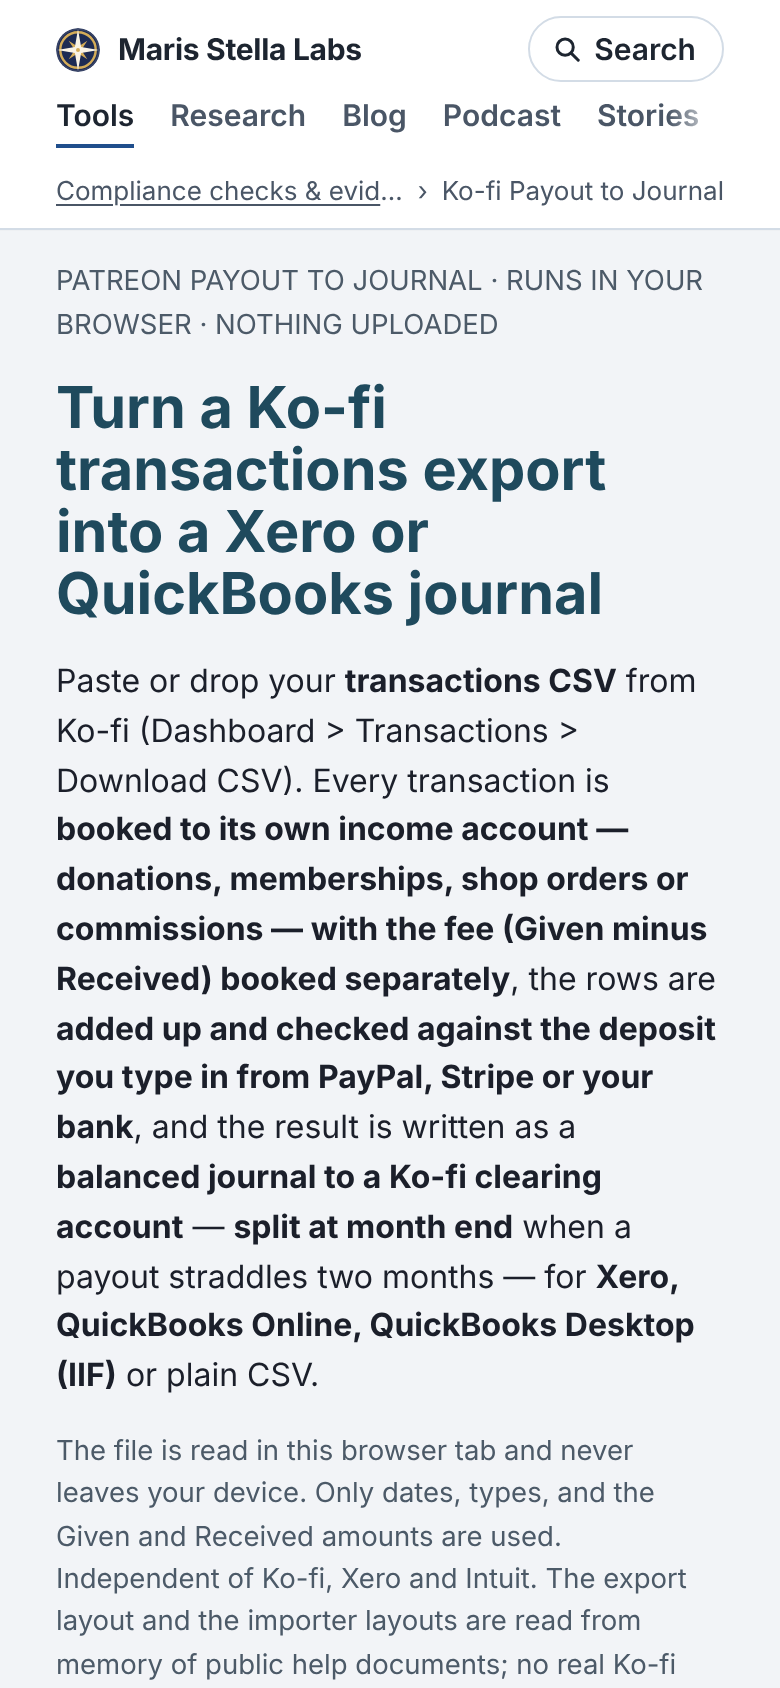 Maris Stella Labs
Search
Tools Research Blog Podcast Stories
Compliance checks & evid... › Ko-fi Payout to Journal
PATREON PAYOUT TO JOURNAL · RUNS IN YOUR
BROWSER · NOTHING UPLOADED
Turn a Ko-fi
transactions export
into a Xero or
QuickBooks journal
Paste or drop your transactions CSV from
Ko-fi (Dashboard > Transactions >
Download CSV). Every transaction is
booked to its own income account —
donations, memberships, shop orders or
commissions — with the fee (Given minus
Received) booked separately, the rows are
added up and checked against the deposit
you type in from PayPal, Stripe or your
bank, and the result is written as a
balanced journal to a Ko-fi clearing
account — split at month end when a
payout straddles two months — for Xero,
QuickBooks Online, QuickBooks Desktop
(IIF) or plain CSV.
The file is read in this browser tab and never
leaves your device. Only dates, types, and the
Given and Received amounts are used.
Independent of Ko-fi, Xero and Intuit. The export
layout and the importer layouts are read from
memory of public help documents; no real Ko-fi